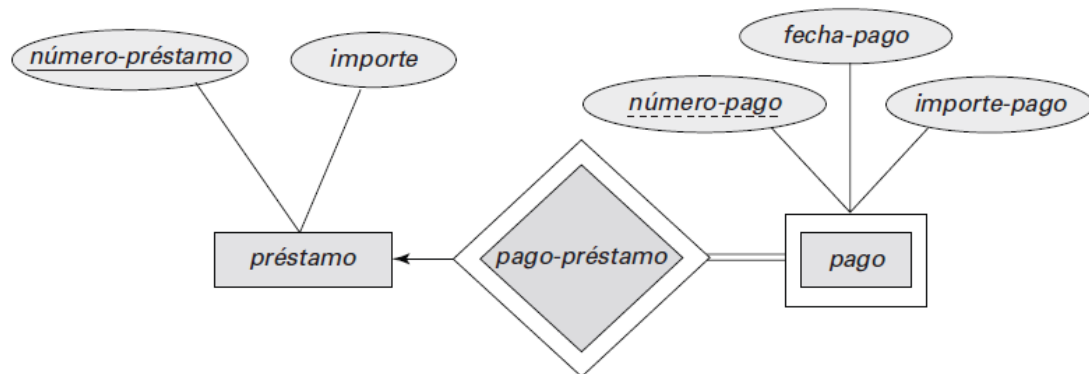 fecha-pago
número-préstamo
importe
número-pago
importe-pago
préstamo
pago-préstamo
pago